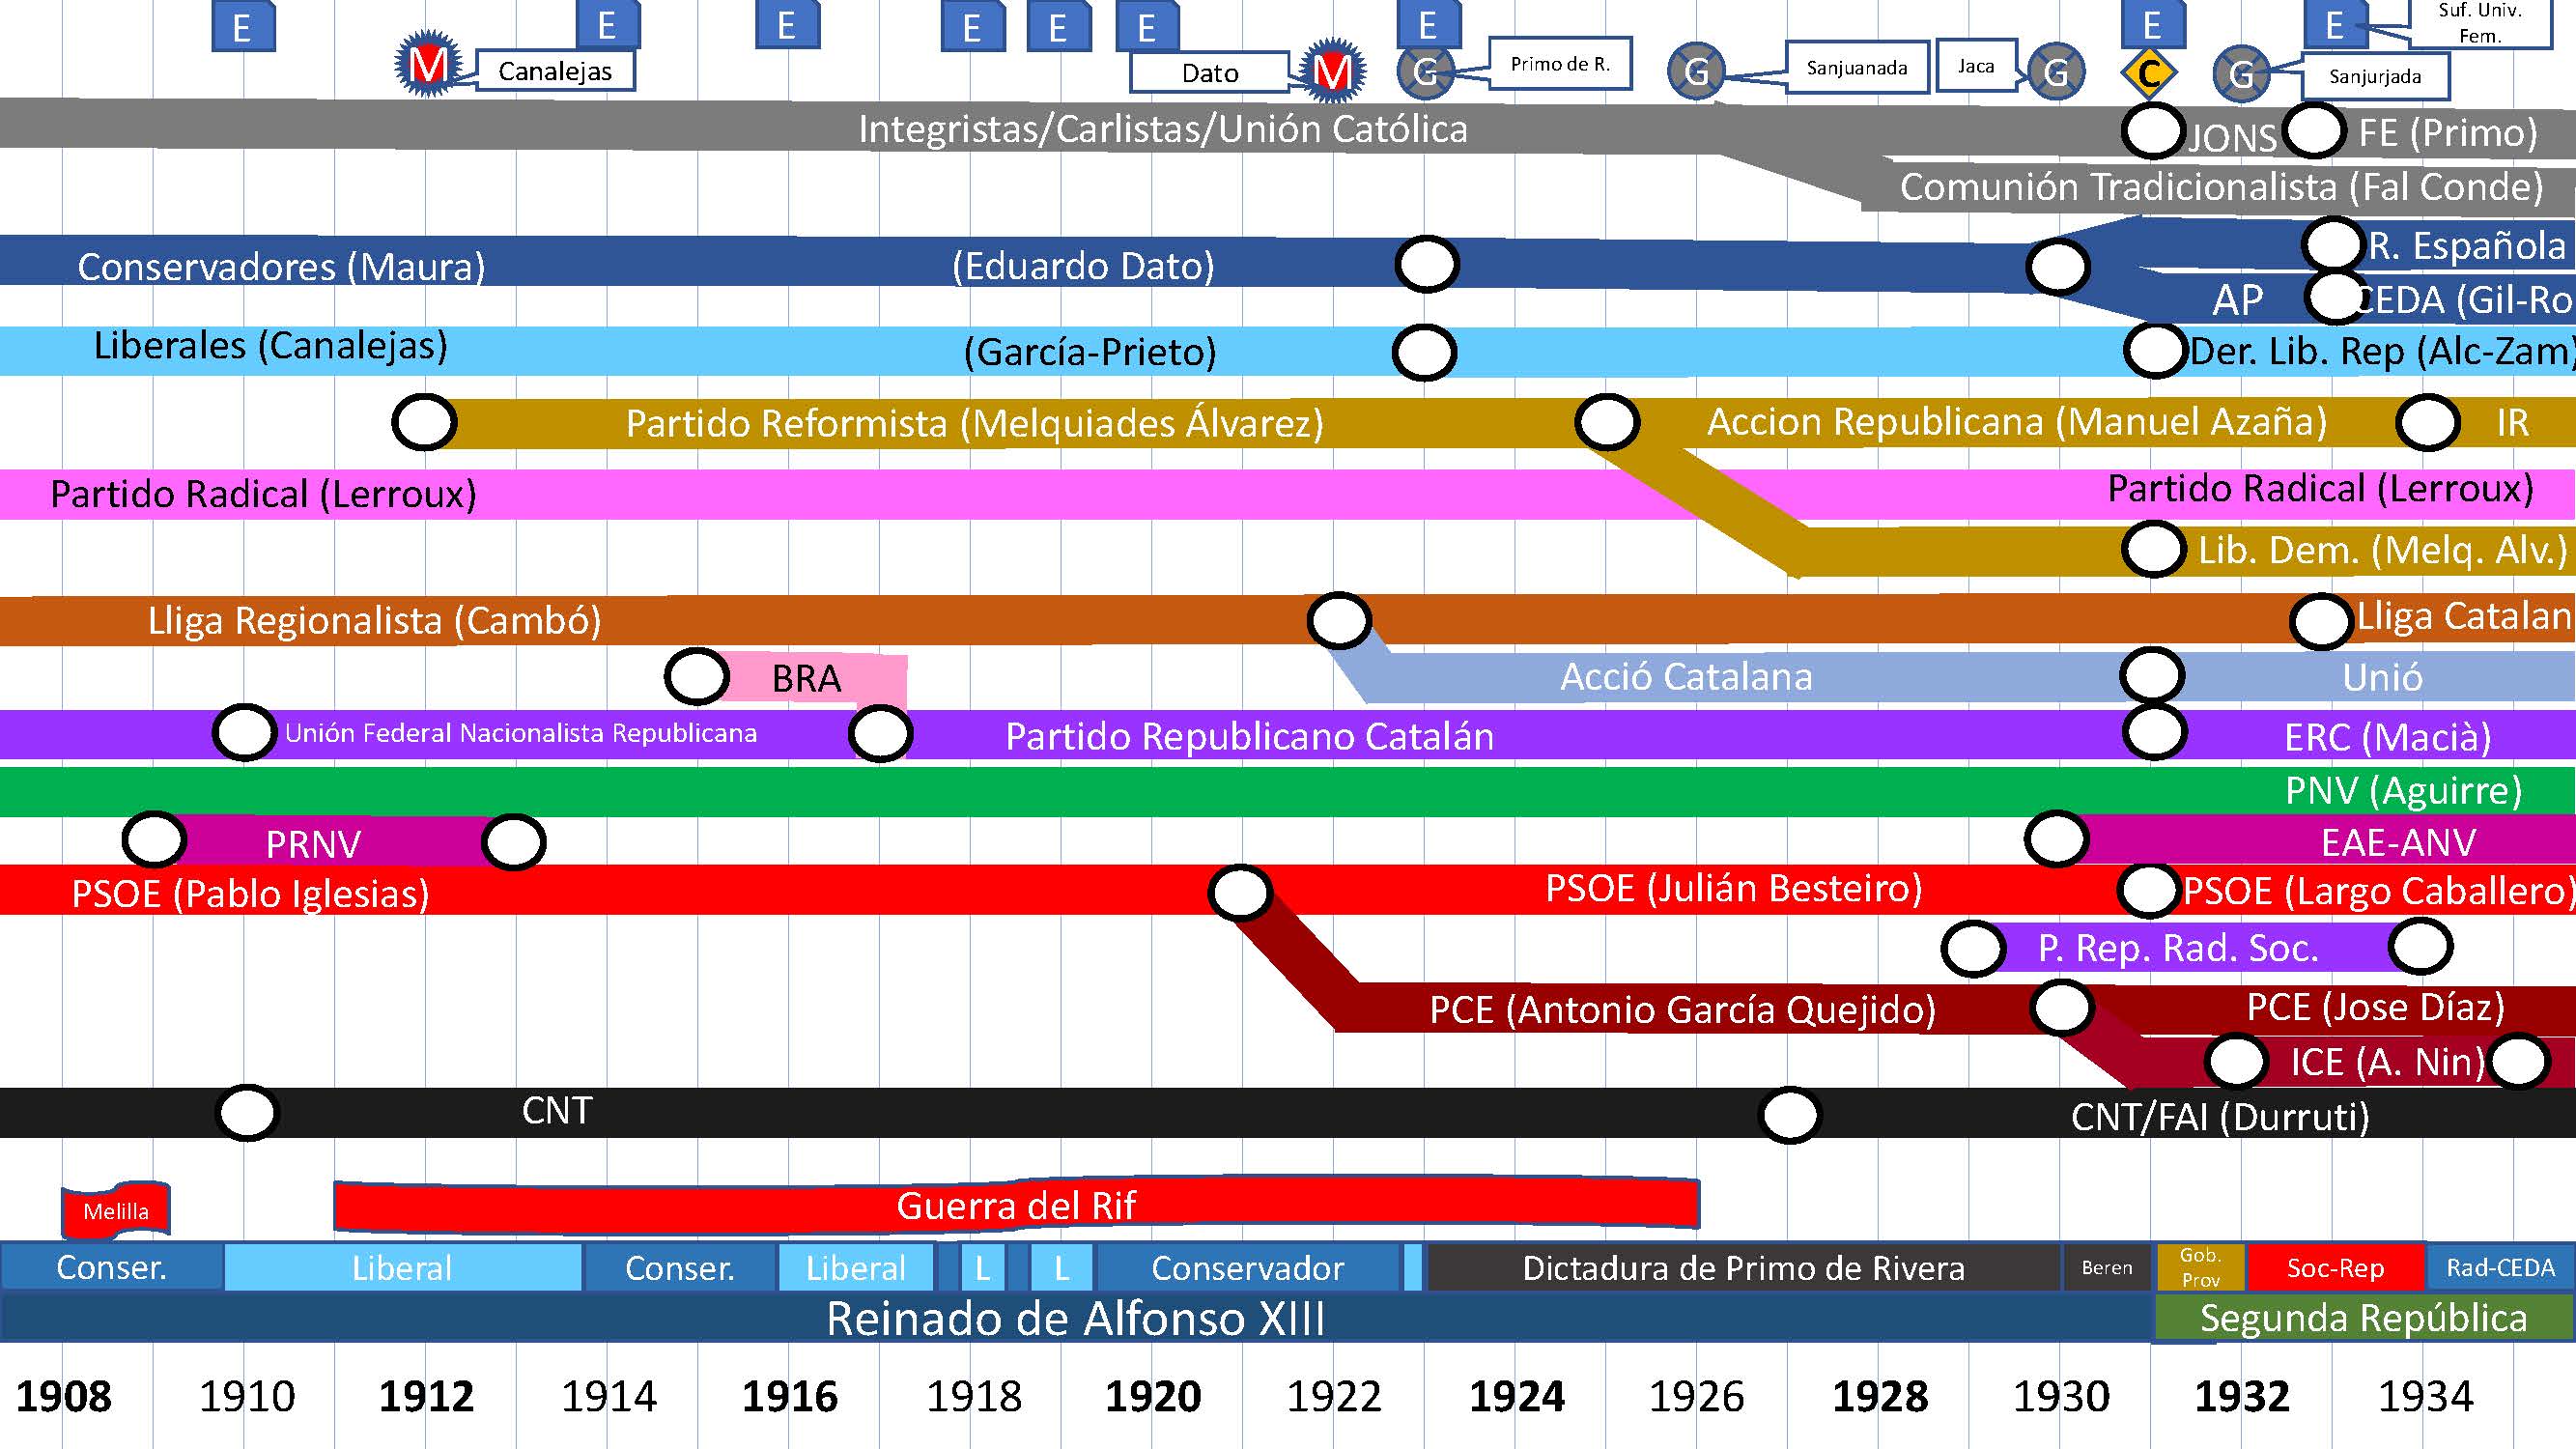 E E E E E E E E E
Suf. Univ.
Fem.
M Canalejas Dato M G Primo de R. G Sanjuanada Jaca G C G Sanjurjada
Integristas/Carlistas/Unión Católica JONS FE (Primo)
Comunión Tradicionalista (Fal Conde)
R. Española
Conservadores (Maura) (Eduardo Dato)
AP CEDA (Gil-Ro
Liberales (Canalejas) (García-Prieto) Der. Lib. Rep (Alc-Zam)
Partido Reformista (Melquiades Álvarez) Accion Republicana (Manuel Azaña) IR
Partido Radical (Lerroux) Partido Radical (Lerroux)
Lib. Dem. (Melq. Alv.)
Lliga Regionalista (Cambó) Lliga Catalan
BRA Acció Catalana Unió
Unión Federal Nacionalista Republicana Partido Republicano Catalán ERC (Macià)
PNV (Aguirre)
PRNV EAE-ANV
PSOE (Pablo Iglesias) PSOE (Julián Besteiro) PSOE (Largo Caballero)
P. Rep. Rad. Soc.
PCE (Antonio García Quejido) PCE (Jose Díaz)
ICE (A. Nin)
CNT CNT/FAI (Durruti)
Melilla Guerra del Rif
Conser. Liberal Conser. Liberal L L Conservador Dictadura de Primo de Rivera Beren Gob. Prov Soc-Rep Rad-CEDA
Reinado de Alfonso XIII Segunda República
1908 1910 1912 1914 1916 1918 1920 1922 1924 1926 1928 1930 1932 1934